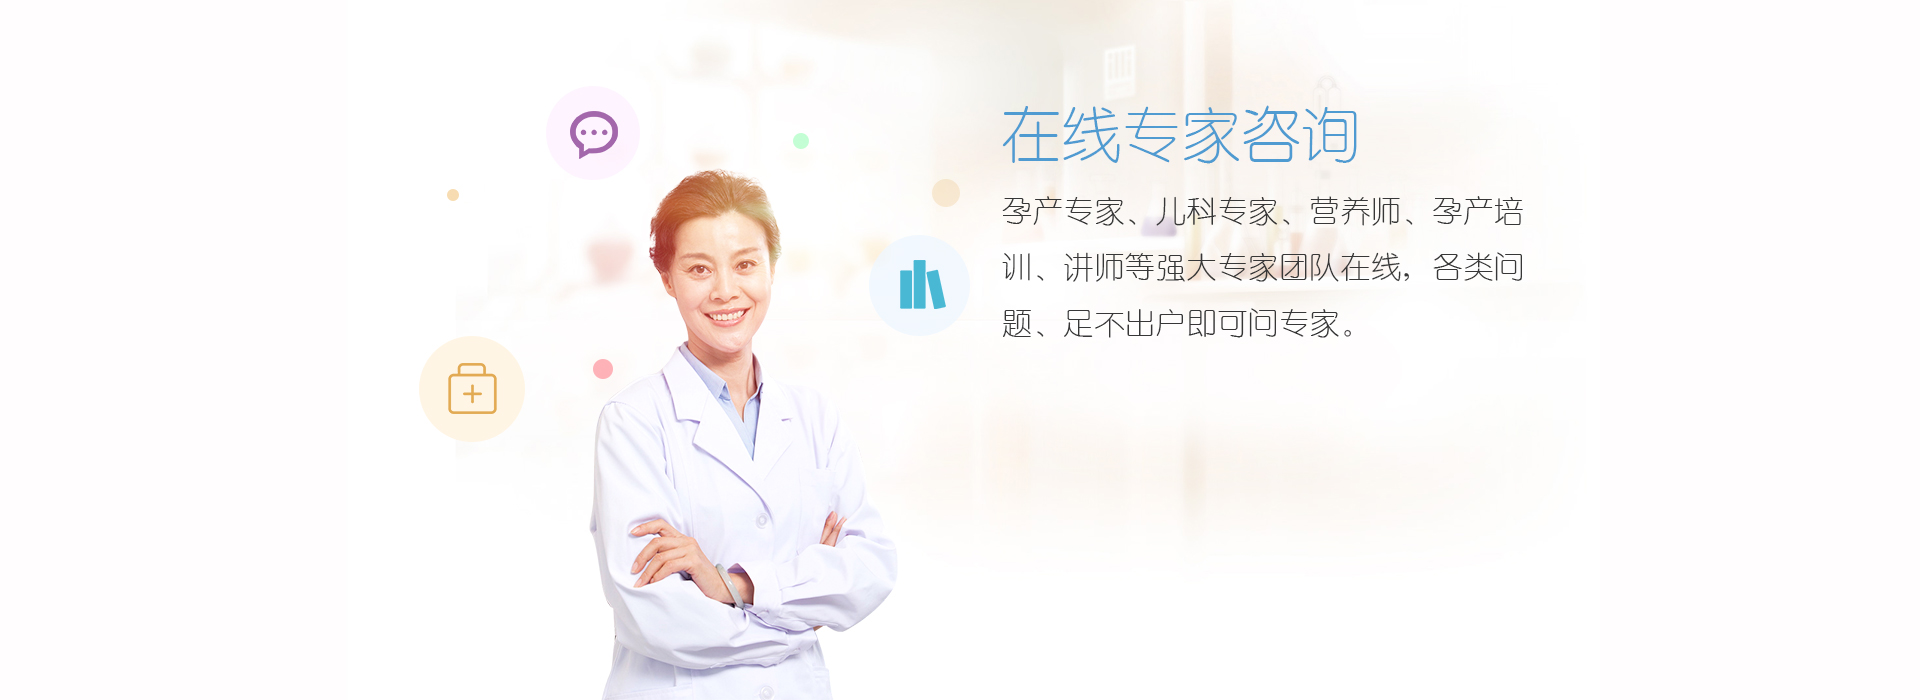 在线专家咨询
孕产专家、儿科专家、营养师、孕产培
训、讲师等强大专家团队在线，各类问
题、足不出户即可问专家。